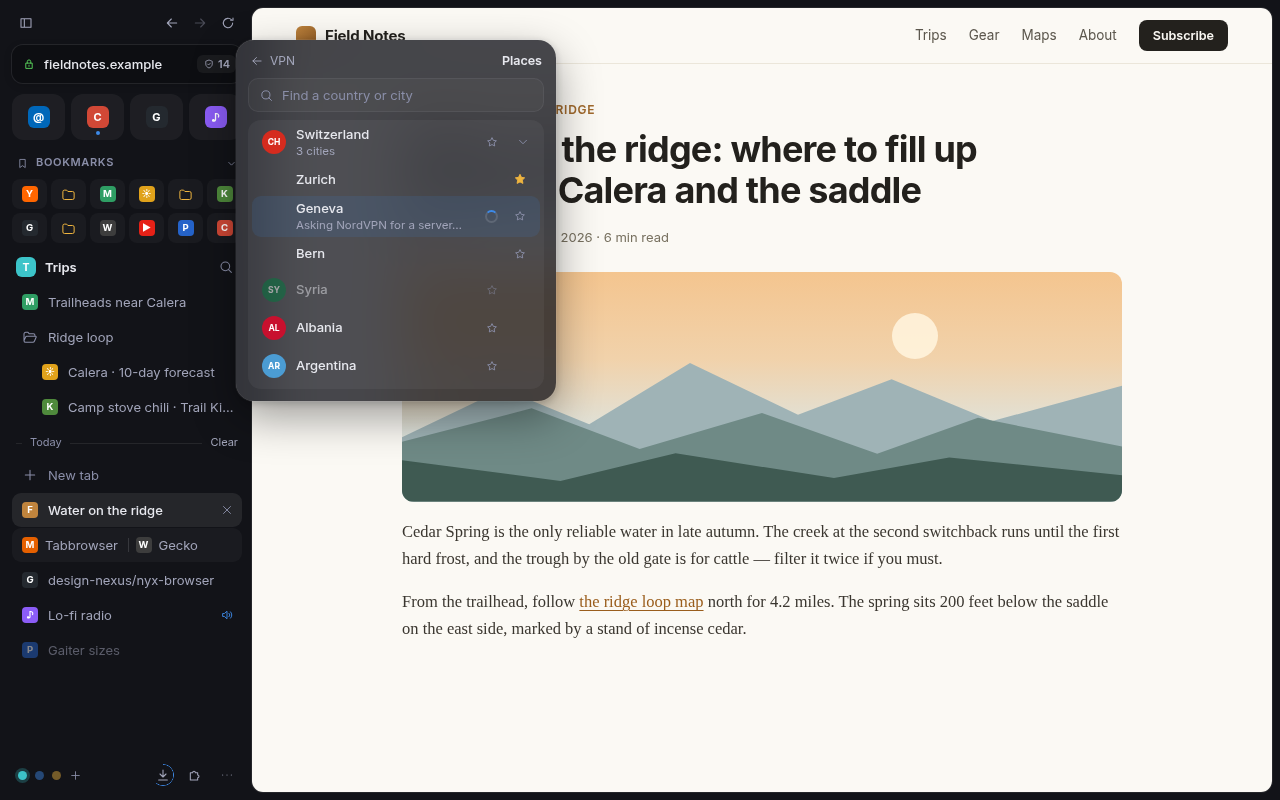 fieldnotes.example
14
@
C
G
BOOKMARKS
Y
M
K
G
W
P
C
T Trips
M Trailheads near Calera
Ridge loop
Calera · 10-day forecast
K Camp stove chili · Trail Ki...
Today
Clear
New tab
F Water on the ridge
M Tabbrowser
W Gecko
G design-nexus/nyx-browser
Lo-fi radio
P Gaiter sizes
VPN
Places
Find a country or city
CH Switzerland
3 cities
Zurich
Geneva
Asking NordVPN for a server...
Bern
SY Syria
AL Albania
AR Argentina
Field Notes
Trips
Gear
Maps
About
Subscribe
RIDGE
the ridge: where to fill up
Calera and the saddle
2026 · 6 min read
Cedar Spring is the only reliable water in late autumn. The creek at the second switchback runs until the first
hard frost, and the trough by the old gate is for cattle — filter it twice if you must.
From the trailhead, follow the ridge loop map north for 4.2 miles. The spring sits 200 feet below the saddle
on the east side, marked by a stand of incense cedar.